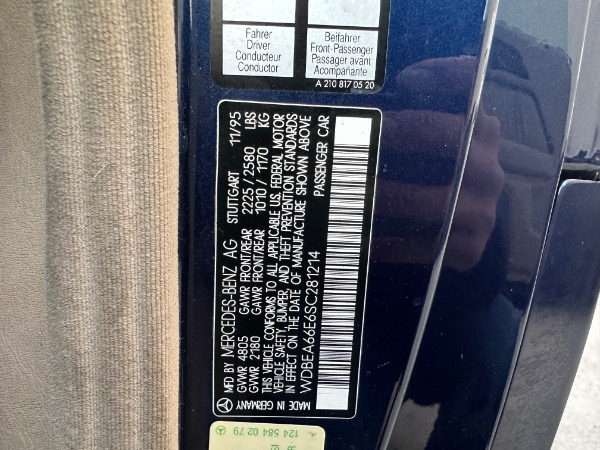 Fahrer
Driver
Conducteur
Conductor
Beifahrer
Front-Passenger
Passager avant
Acompañante
A 210 817 05 20
MFD BY MERCEDES-BENZ AG STUTTGART 11/95
GVWR 4805 GAWR FRONT/REAR 2225/2580 LBS
GVWR 2180 GAWR FRONT/REAR 1010/1170 KG
THIS VEHICLE CONFORMS TO ALL APPLICABLE U.S. FEDERAL MOTOR
VEHICLE SAFETY, BUMPER, AND THEFT PREVENTION STANDARDS
IN EFFECT ON THE DATE OF MANUFACTURE SHOWN ABOVE
WDBEA66E6SC281214 PASSENGER CAR
MADE IN GERMANY
124 584 02 79